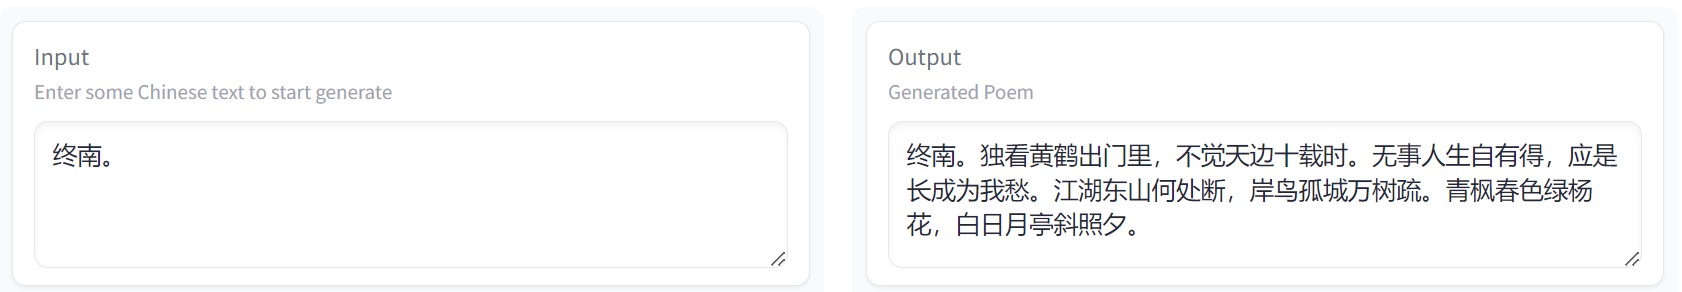 Input
Enter some Chinese text to start generate
终南。
Output
Generated Poem
终南。独看黄鹤出门里，不觉天边十载时。无事人生自有得，应是
长成为我愁。江湖东山何处断，岸鸟孤城万树疏。青枫春色绿杨
花，白日月亭斜照夕。